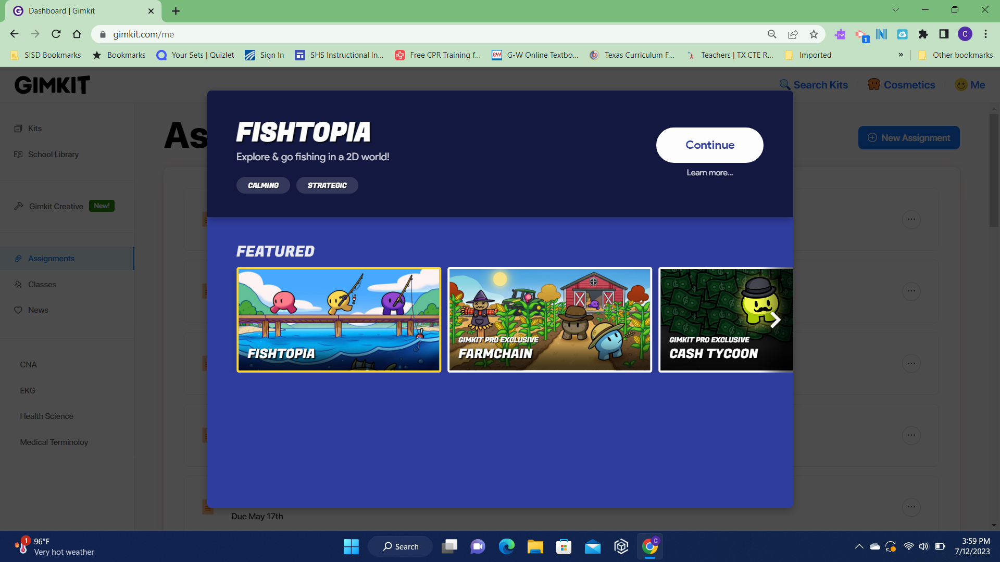 Dashboard | Gimkit
gimkit.com/me
SISD Bookmarks
Bookmarks
Your Sets | Quizlet
Sign In
SHS Instructional In...
Free CPR Training f...
GW
G-W Online Textbo...
Texas Curriculum F...
Teachers | TX CTE R...
Imported
»
Other bookmarks
rw
1
C
GIMKIT
Search Kits
Cosmetics
Me
Kits
School Library
Gimkit Creative
New!
Assignments
Classes
News
CNA
EKG
Health Science
Medical Terminoloy
As
New Assignment
FISHTOPIA
Explore & go fishing in a 2D world!
CALMING
STRATEGIC
Continue
Learn more...
FEATURED
FISHTOPIA
GIMKIT PRO EXCLUSIVE
FARMCHAIN
GIMKIT PRO EXCLUSIVE
CASH TYCOON
Due May 17th
1
96°F
Very hot weather
Search
C
3:59 PM
7/12/2023